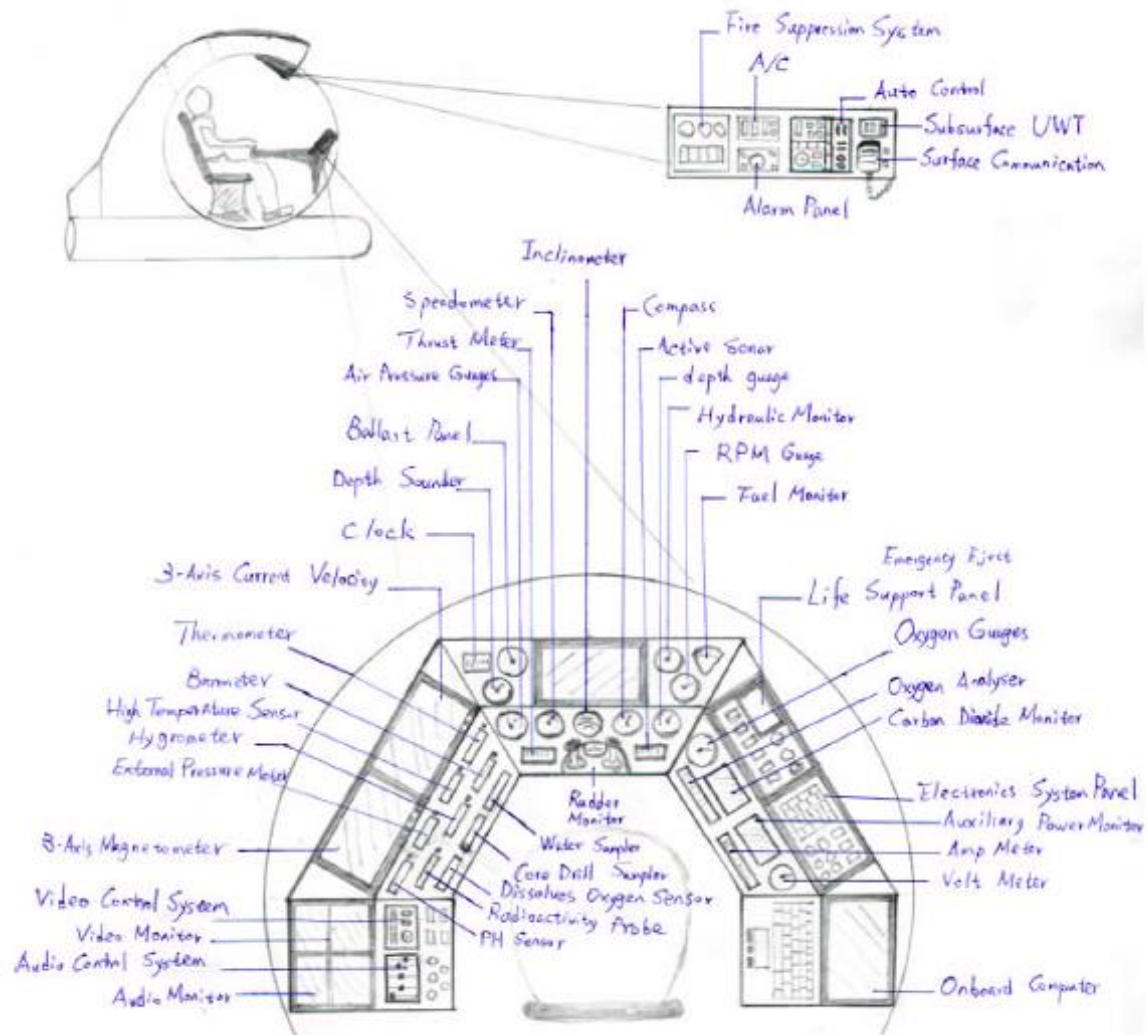 Fire Suppression System
A/C
Auto Control
Subsurface UWT
Surface Communication
Alarm Panel
Inclinometer
Speedometer
Compass
Thrust Meter
Active Sonar
Air Pressure Guages
depth guage
Hydraulic Monitor
Ballast Panel
RPM Guage
Depth Sounder
Fuel Monitor
Clock
3-Axis Current Velocity
Emergency Eject
Life Support Panel
Thermometer
Oxygen Guages
Barometer
Oxygen Analyser
High Temperature Sensor
Carbon Dioxide Monitor
Hygrometer
External Pressure Meter
Electronics System Panel
Rudder
Monitor
Auxiliary Power Monitor
Water Sampler
Amp Meter
3-Axis Magnetometer
Core Drill Sampler
Volt Meter
Dissolves Oxygen Sensor
Video Control System
Radioactivity Probe
Video Monitor
PH Sensor
Audio Control System
Audio Monitor
Onboard Computer